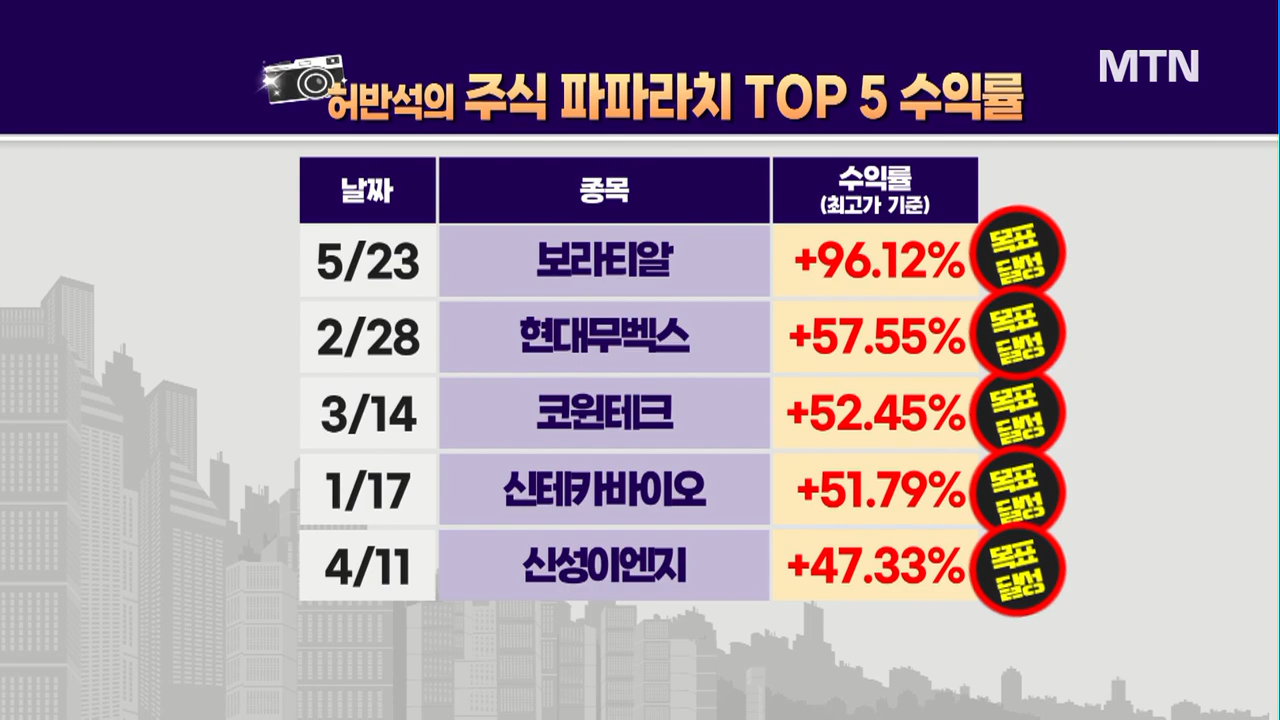 허반석의 주식 파파라치 TOP 5 수익률
MTN
날짜 종목 수익률
(최고가 기준)
5/23 보라티알 +96.12% 목표
달성
2/28 현대무벡스 +57.55% 목표
달성
3/14 코윈테크 +52.45% 목표
달성
1/17 신테카바이오 +51.79% 목표
달성
4/11 신성이엔지 +47.33% 목표
달성